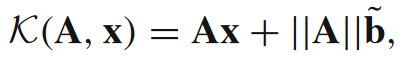 𝒦(𝐀, 𝐱) = 𝐀𝐱 + ||𝐀||𝐛̃,